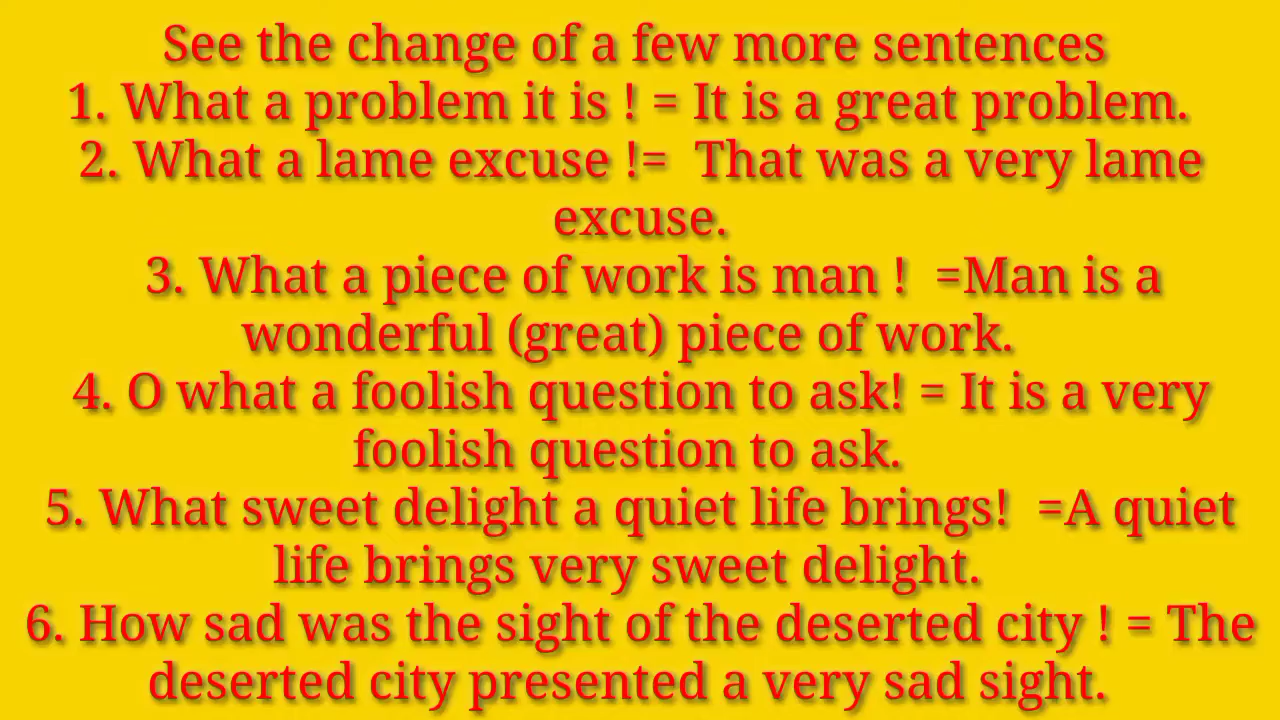 See the change of a few more sentences
1. What a problem it is ! = It is a great problem.
2. What a lame excuse !=  That was a very lame
excuse.
3. What a piece of work is man !  =Man is a
wonderful (great) piece of work.
4. O what a foolish question to ask! = It is a very
foolish question to ask.
5. What sweet delight a quiet life brings!  =A quiet
life brings very sweet delight.
6. How sad was the sight of the deserted city ! = The
deserted city presented a very sad sight.